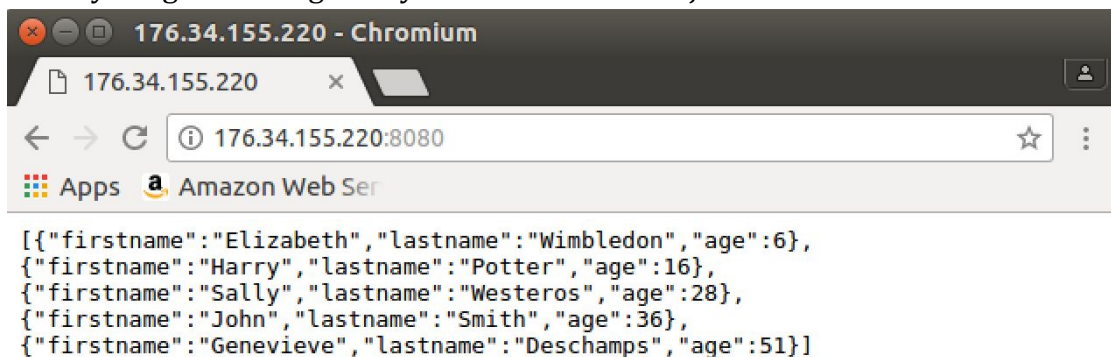 176.34.155.220 - Chromium
176.34.155.220
176.34.155.220:8080
Apps Amazon Web Ser
[{"firstname":"Elizabeth","lastname":"Wimbledon","age":6},
{"firstname":"Harry","lastname":"Potter","age":16},
{"firstname":"Sally","lastname":"Westeros","age":28},
{"firstname":"John","lastname":"Smith","age":36},
{"firstname":"Genevieve","lastname":"Deschamps","age":51}]